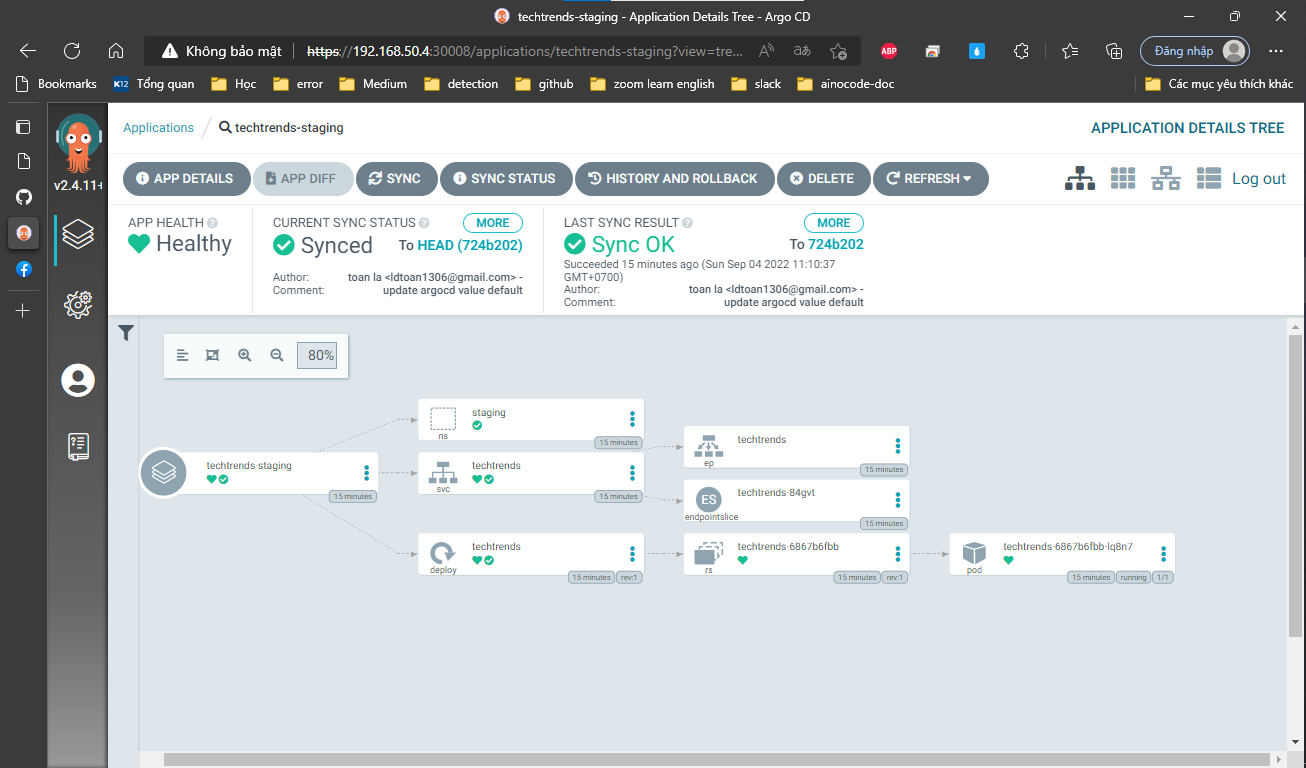 techtrends-staging - Application Details Tree - Argo CD
Không bảo mật
https://192.168.50.4:30008/applications/techtrends-staging?view=tre...
ABP
Đăng nhập
Bookmarks
K12 Tổng quan
Học
error
Medium
detection
github
zoom learn english
slack
ainocode-doc
Các mục yêu thích khác
v2.4.11+
Applications
techtrends-staging
APPLICATION DETAILS TREE
APP DETAILS
APP DIFF
SYNC
SYNC STATUS
HISTORY AND ROLLBACK
DELETE
REFRESH
Log out
APP HEALTH
Healthy
CURRENT SYNC STATUS
MORE
Synced
To HEAD (724b202)
Author: toan la <ldtoan1306@gmail.com> -
Comment: update argocd value default
LAST SYNC RESULT
MORE
Sync OK
To 724b202
Succeeded 15 minutes ago (Sun Sep 04 2022 11:10:37
GMT+0700)
Author: toan la <ldtoan1306@gmail.com> -
Comment: update argocd value default
80%
techtrends-staging
15 minutes
staging
ns
15 minutes
techtrends
svc
15 minutes
techtrends
deploy
15 minutes rev:1
techtrends
ep
15 minutes
ES
techtrends-84gvt
endpointslice
15 minutes
techtrends-6867b6fbb
rs
15 minutes rev:1
techtrends-6867b6fbb-lq8n7
pod
15 minutes running 1/1